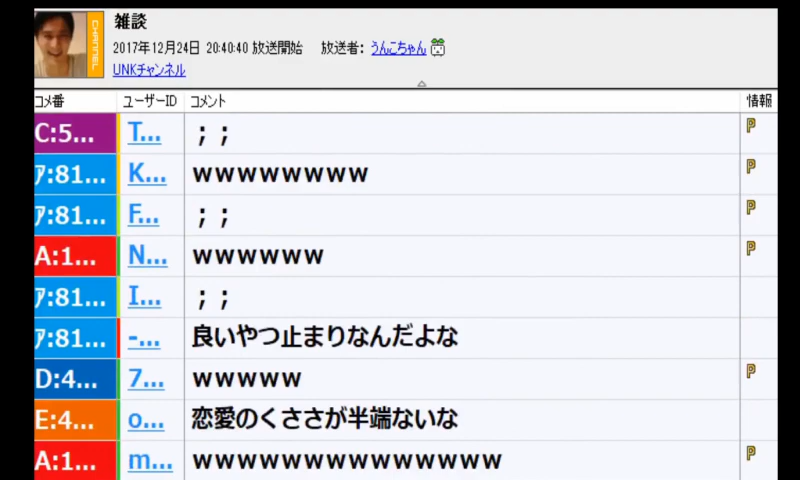 雑談
2017年12月24日 20:40:40 放送開始 放送者: うんこちゃん
UNKチャンネル
CHANNEL
コメ番 ユーザーID コメント 情報
C:5... T... ；； P
ｱ:81... K... wwwwwwww P
ｱ:81... F... ；； P
A:1... N... wwwwww P
ｱ:81... I... ；；
ｱ:81... -... 良いやつ止まりなんだよな
D:4... 7... wwwww P
E:4... o... 恋愛のくささが半端ないな
A:1... m... wwwwwwwwwwwwww P